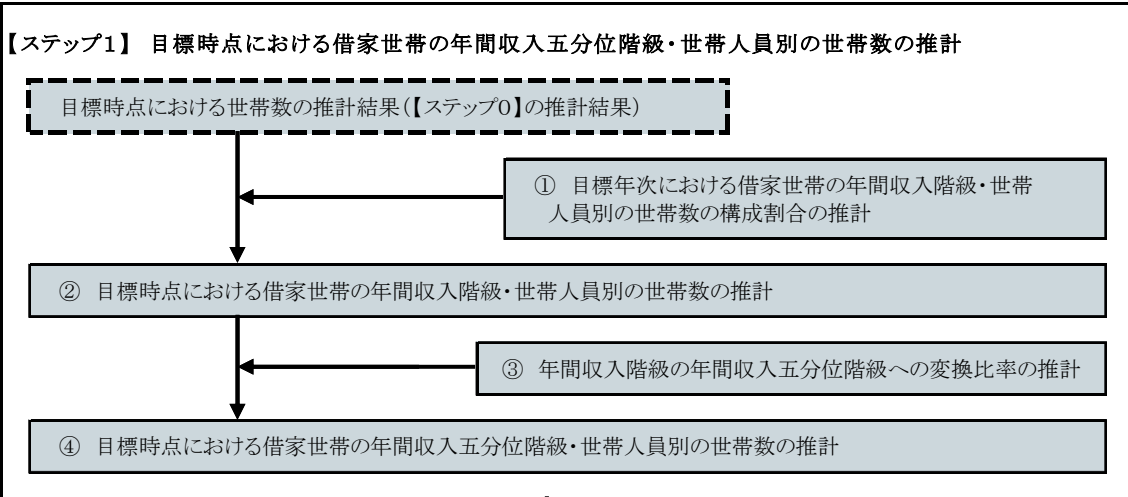 【ステップ1】 目標時点における借家世帯の年間収入五分位階級・世帯人員別の世帯数の推計
目標時点における世帯数の推計結果(【ステップ0】の推計結果)
① 目標年次における借家世帯の年間収入階級・世帯
人員別の世帯数の構成割合の推計
② 目標時点における借家世帯の年間収入階級・世帯人員別の世帯数の推計
③ 年間収入階級の年間収入五分位階級への変換比率の推計
④ 目標時点における借家世帯の年間収入五分位階級・世帯人員別の世帯数の推計